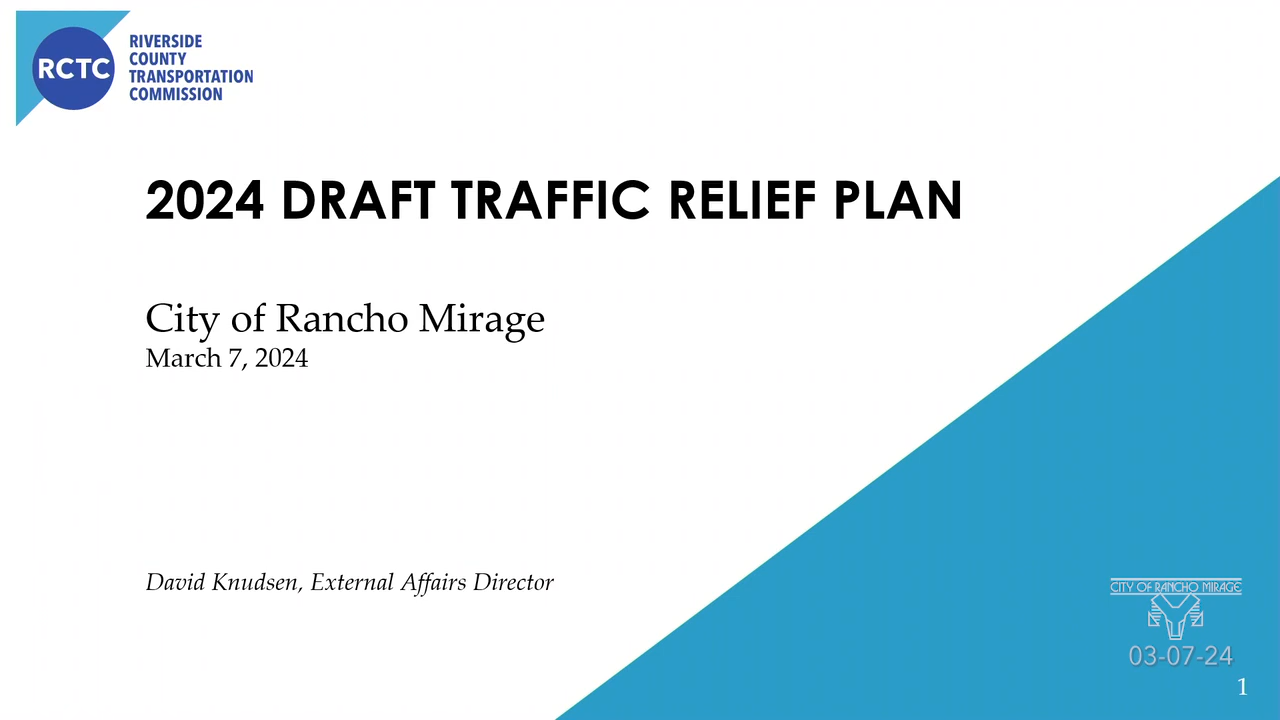 RCTC
RIVERSIDE
COUNTY
TRANSPORTATION
COMMISSION
2024 DRAFT TRAFFIC RELIEF PLAN
City of Rancho Mirage
March 7, 2024
David Knudsen, External Affairs Director
CITY OF RANCHO MIRAGE
03-07-24
1